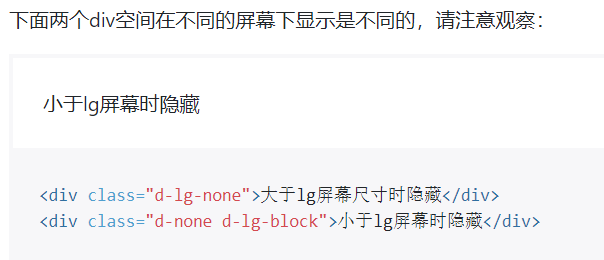 下面两个div空间在不同的屏幕下显示是不同的，请注意观察：
小于lg屏幕时隐藏
<div class="d-lg-none">大于lg屏幕尺寸时隐藏</div>
<div class="d-none d-lg-block">小于lg屏幕时隐藏</div>